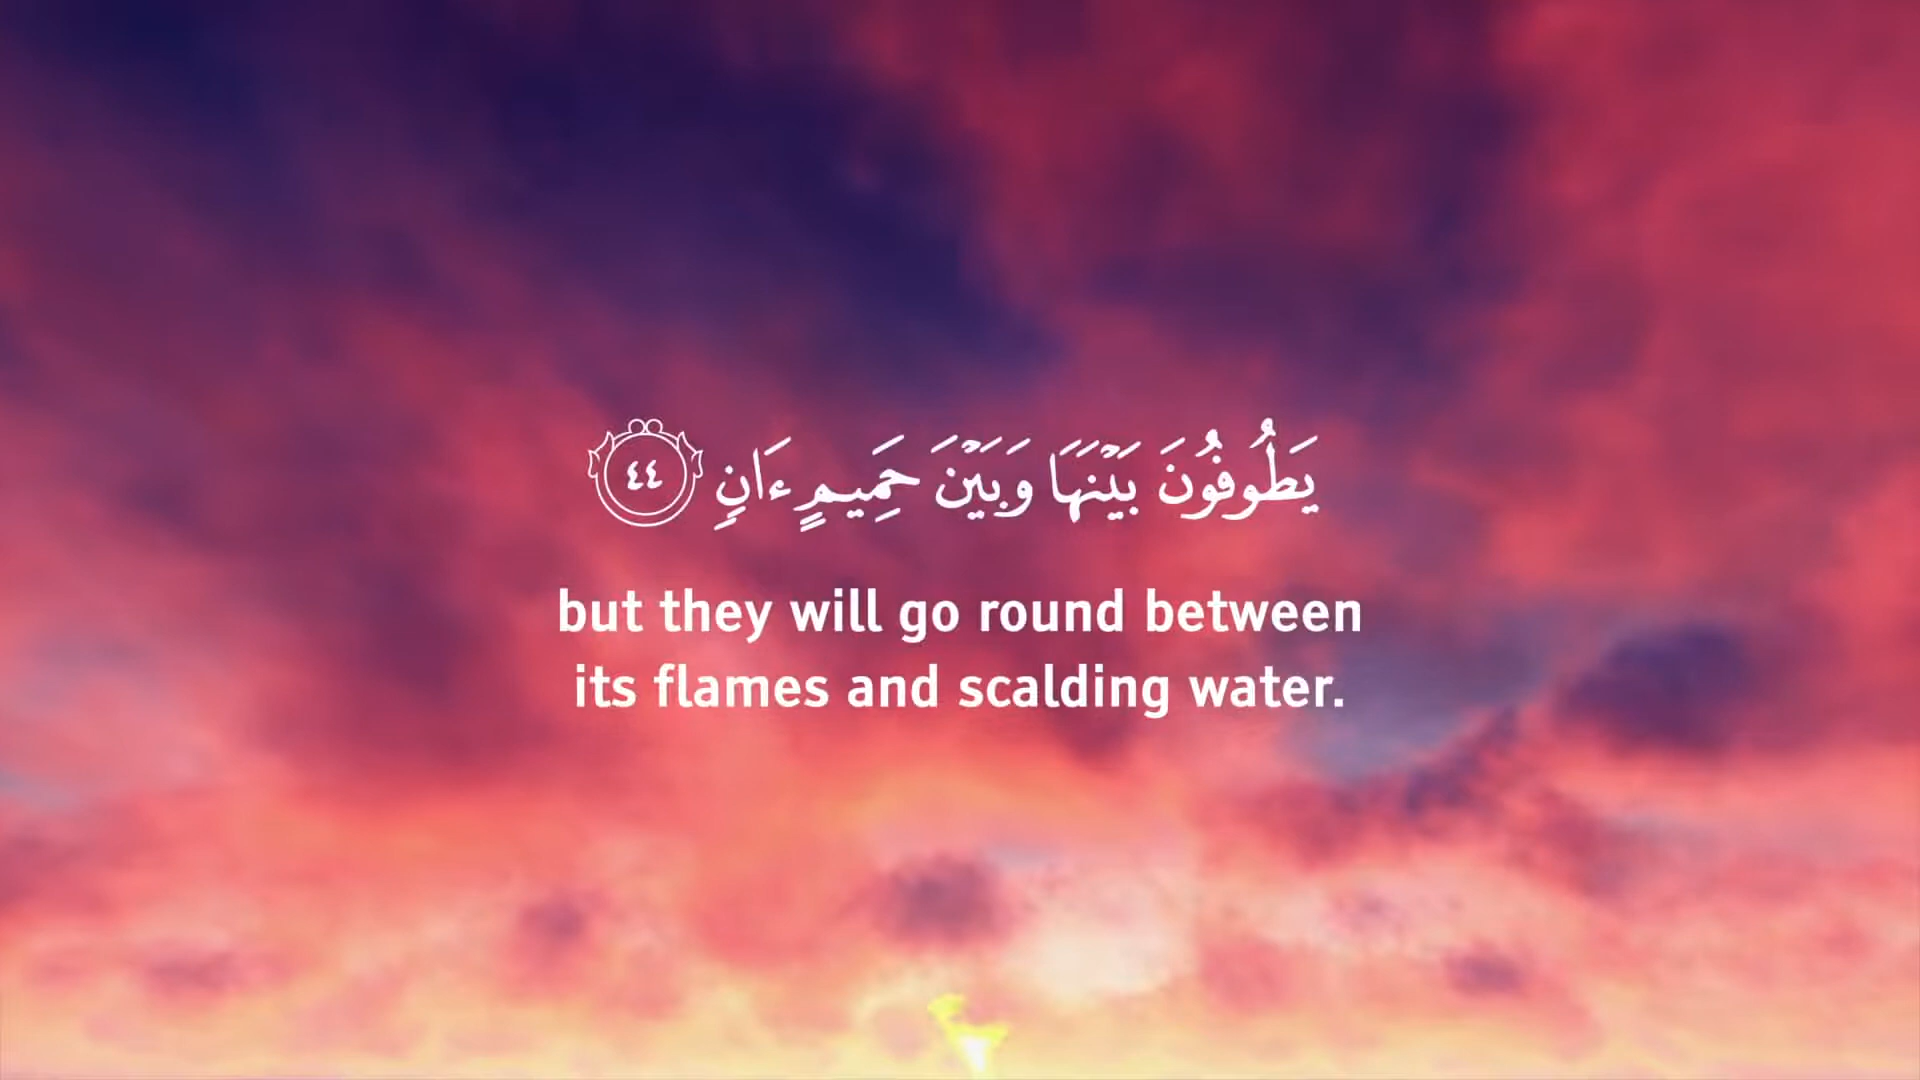 يَطُوفُونَ بَيْنَهَا وَبَيْنَ حَمِيمٍ ءَانٍ ٤٤
but they will go round between
its flames and scalding water.